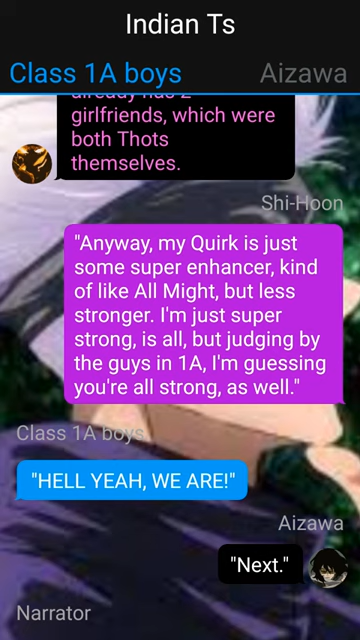 Indian Ts
Class 1A boys
Aizawa
already has 2
girlfriends, which were
both Thots
themselves.
Shi-Hoon
"Anyway, my Quirk is just
some super enhancer, kind
of like All Might, but less
stronger. I'm just super
strong, is all, but judging by
the guys in 1A, I'm guessing
you're all strong, as well."
Class 1A boys
"HELL YEAH, WE ARE!"
Aizawa
"Next."
Narrator